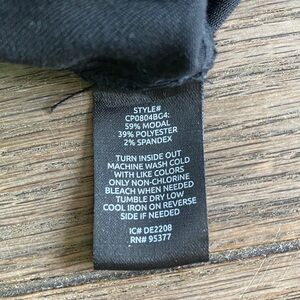 STYLE#
CP0804BG4:
59% MODAL
39% POLYESTER
2% SPANDEX
TURN INSIDE OUT
MACHINE WASH COLD
WITH LIKE COLORS
ONLY NON-CHLORINE
BLEACH WHEN NEEDED
TUMBLE DRY LOW
COOL IRON ON REVERSE
SIDE IF NEEDED
IC# DE2208
RN# 95377